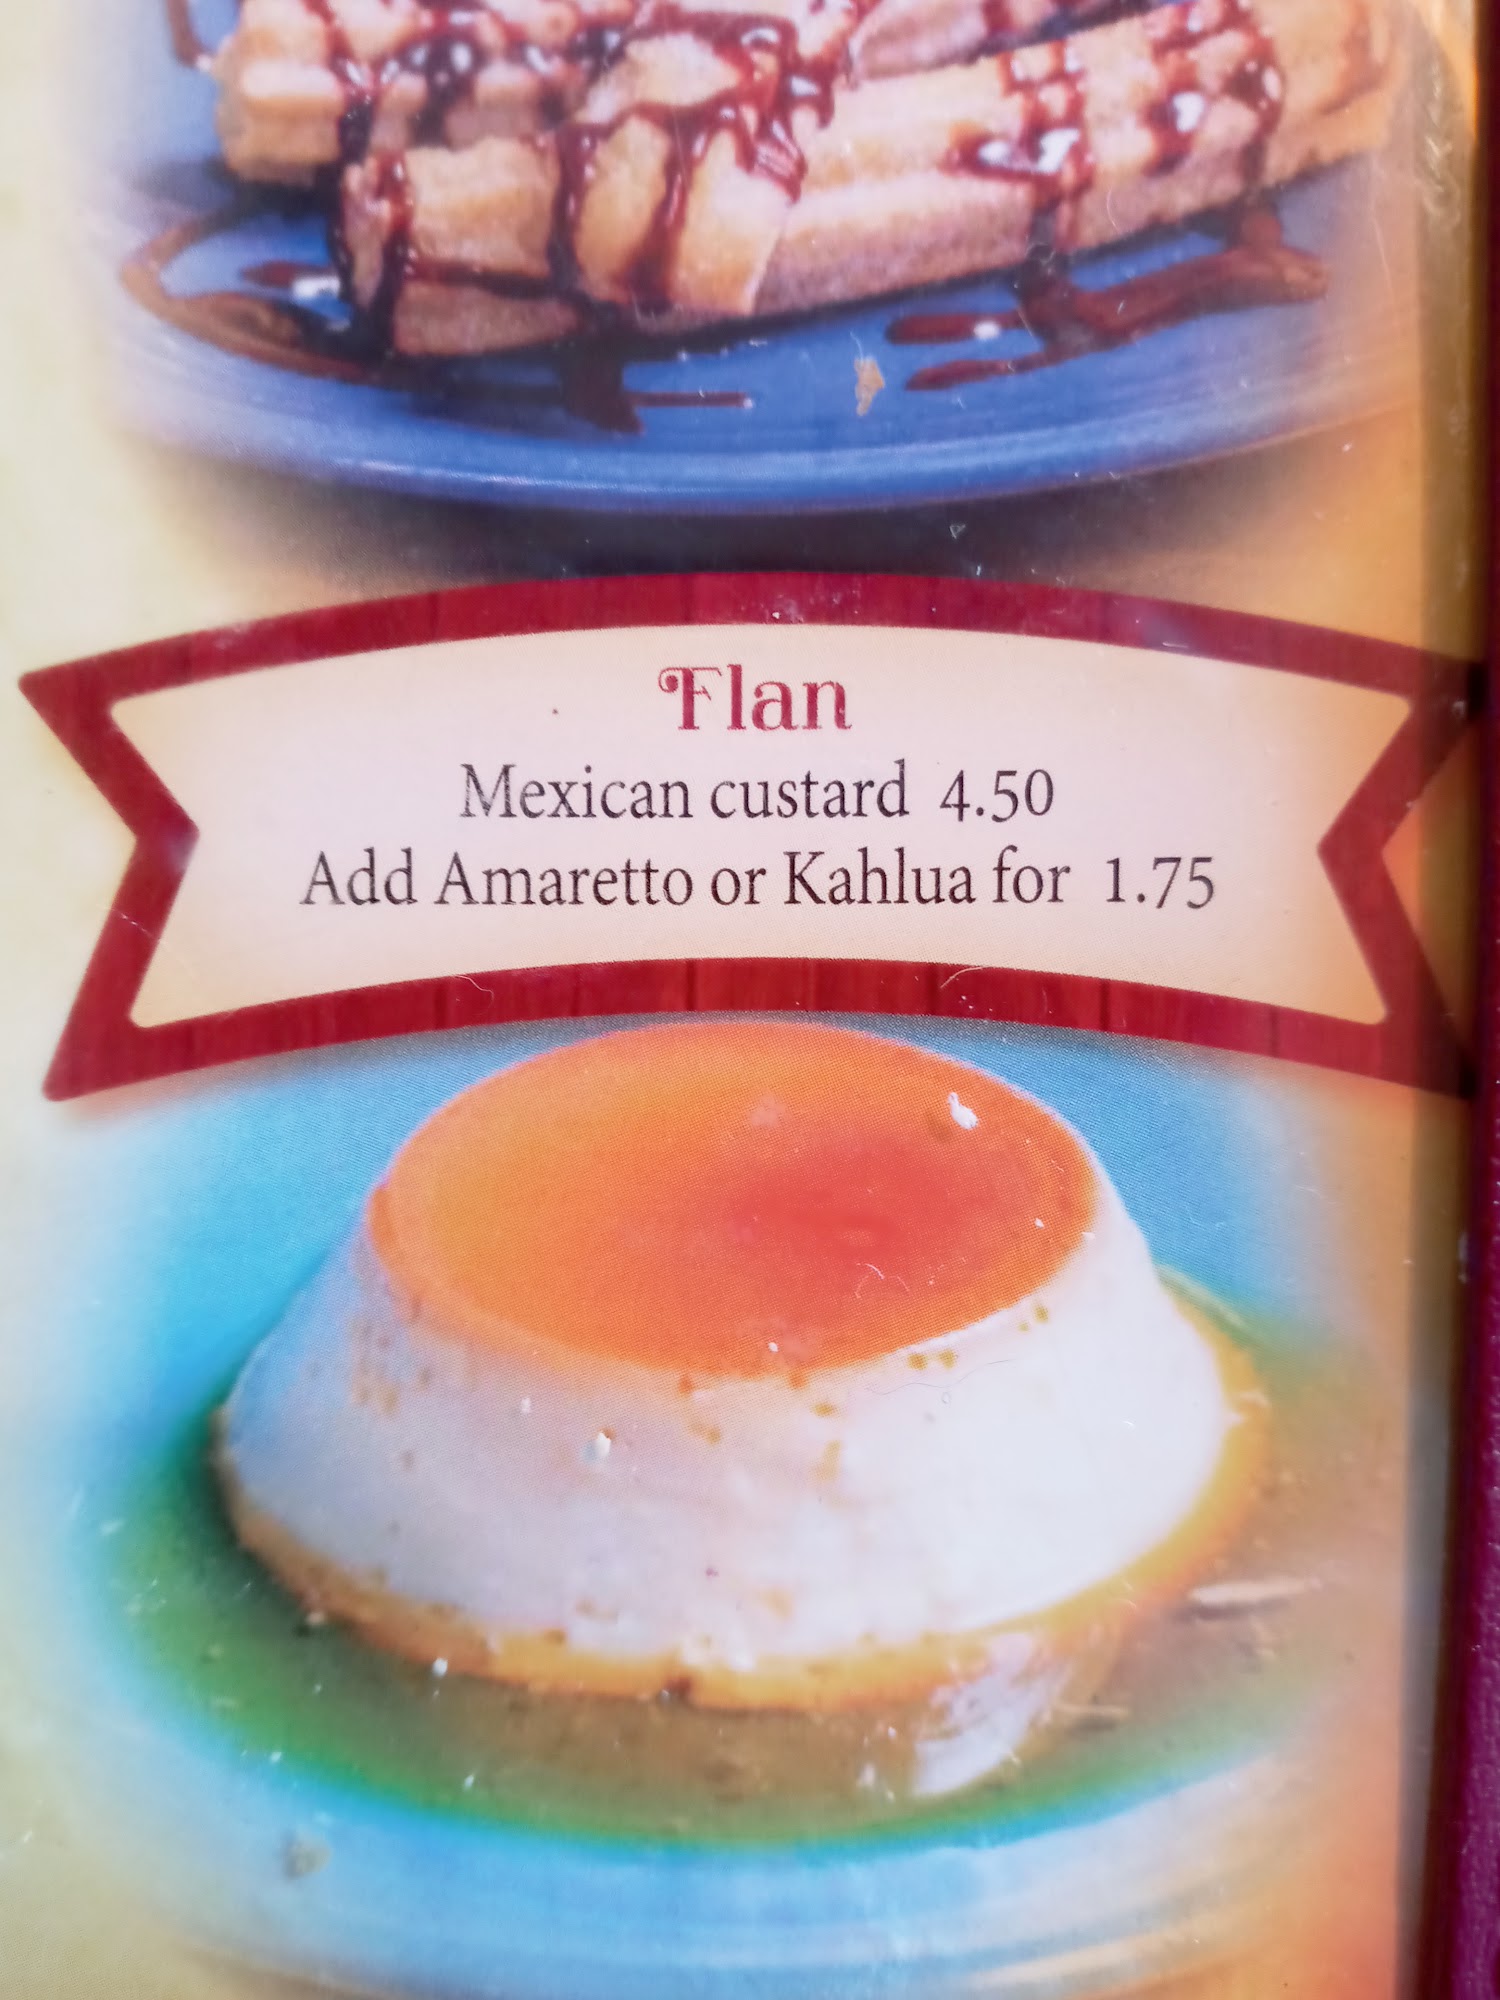 Flan
Mexican custard 4.50
Add Amaretto or Kahlua for 1.75